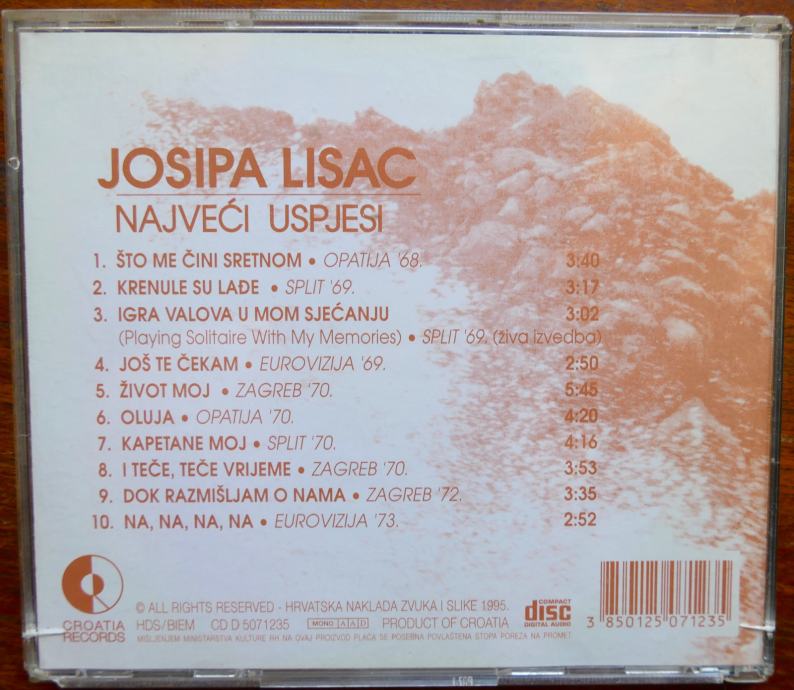 JOSIPA LISAC
NAJVEĆI USPJESI
1. ŠTO ME ČINI SRETNOM • OPATIJA '68. 3:40
2. KRENULE SU LAĐE • SPLIT '69. 3:17
3. IGRA VALOVA U MOM SJEĆANJU 3:02
(Playing Solitaire With My Memories) • SPLIT '69. (živa izvedba)
4. JOŠ TE ČEKAM • EUROVIZIJA '69. 2:50
5. ŽIVOT MOJ • ZAGREB '70. 5:45
6. OLUJA • OPATIJA '70. 4:20
7. KAPETANE MOJ • SPLIT '70. 4:16
8. I TEČE, TEČE VRIJEME • ZAGREB '70. 3:53
9. DOK RAZMIŠLJAM O NAMA • ZAGREB '72. 3:35
10. NA, NA, NA, NA • EUROVIZIJA '73. 2:52
CROATIA
RECORDS
© ALL RIGHTS RESERVED - HRVATSKA NAKLADA ZVUKA I SLIKE 1995.
HDS/BIEM CD D 5071235 MONO AAD PRODUCT OF CROATIA
MIŠLJENJEM MINISTARSTVA KULTURE RH NA OVAJ PROIZVOD PLAĆA SE POSEBNA POVLAŠTENA STOPA POREZA NA PROMET
COMPACT
disc
DIGITAL AUDIO
3 850125 071235